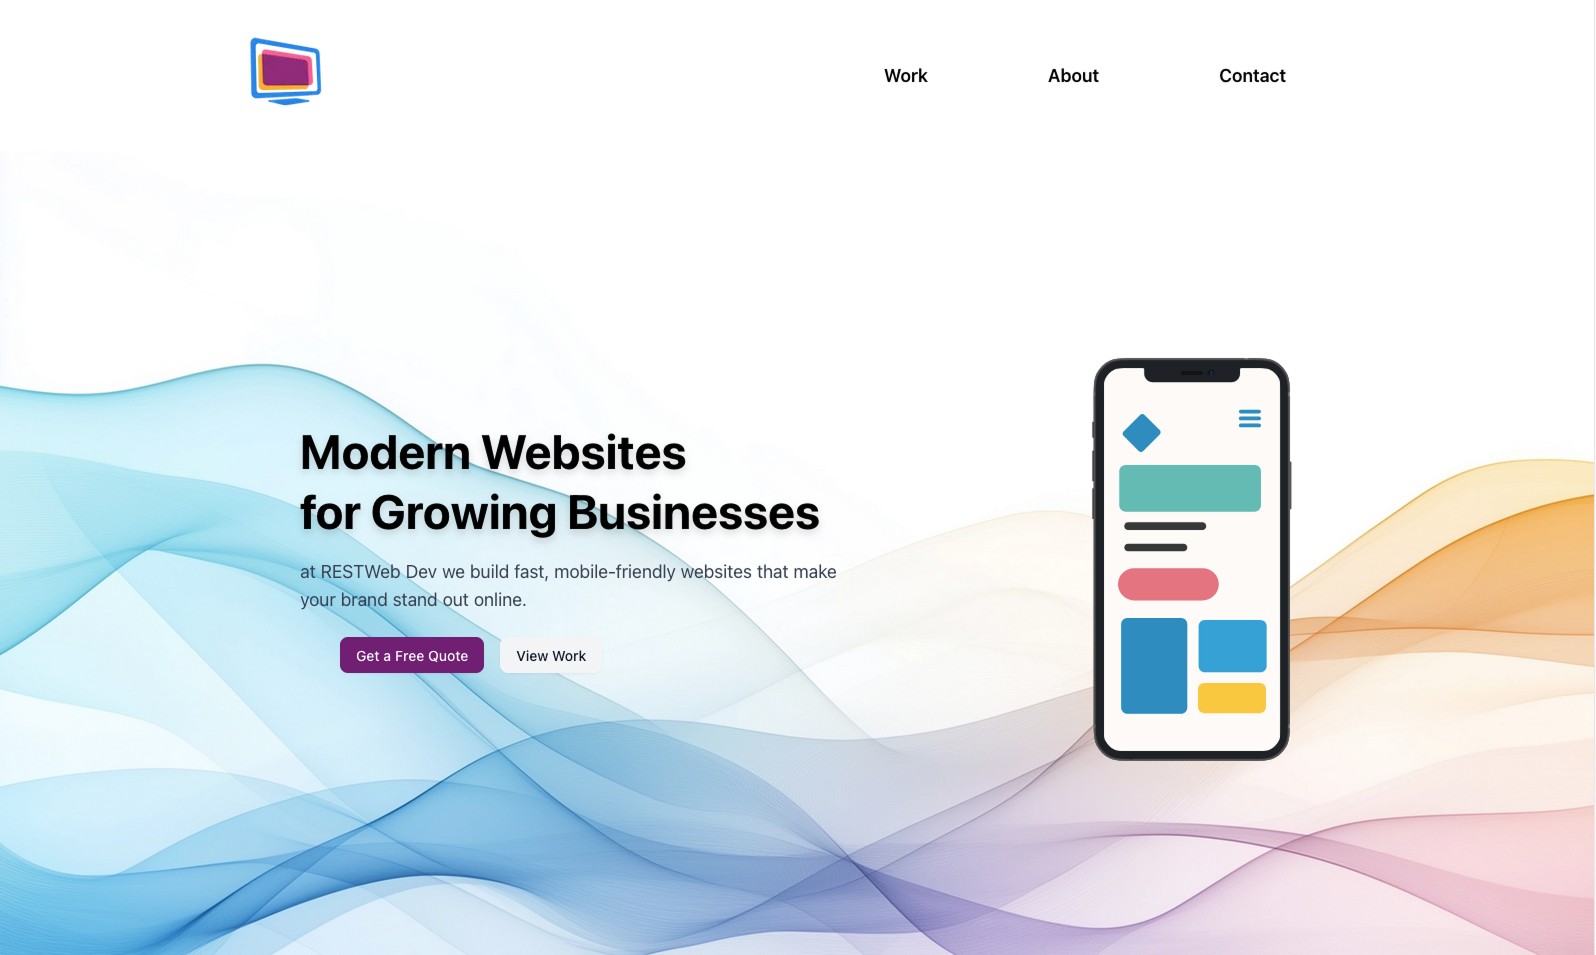 Work
About
Contact
Modern Websites
for Growing Businesses
at RESTWeb Dev we build fast, mobile-friendly websites that make
your brand stand out online.
Get a Free Quote
View Work